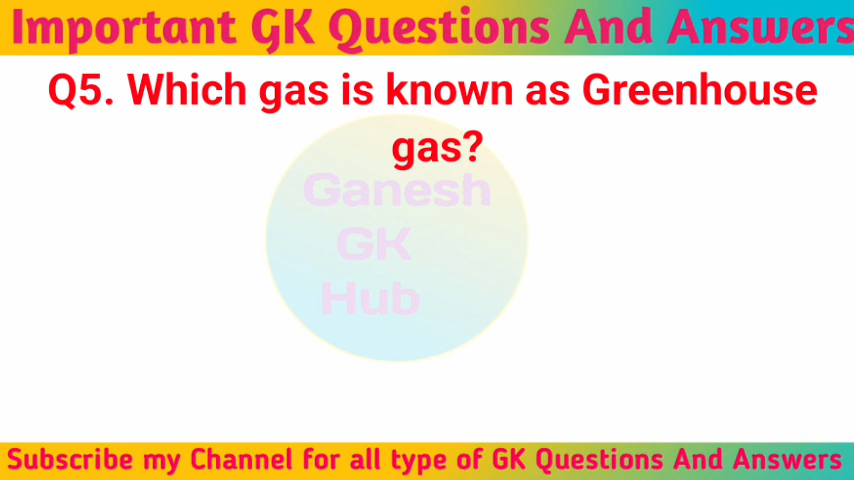 Important GK Questions And Answers
Q5. Which gas is known as Greenhouse
gas?
Ganesh
GK
Hub
Subscribe my Channel for all type of GK Questions And Answers